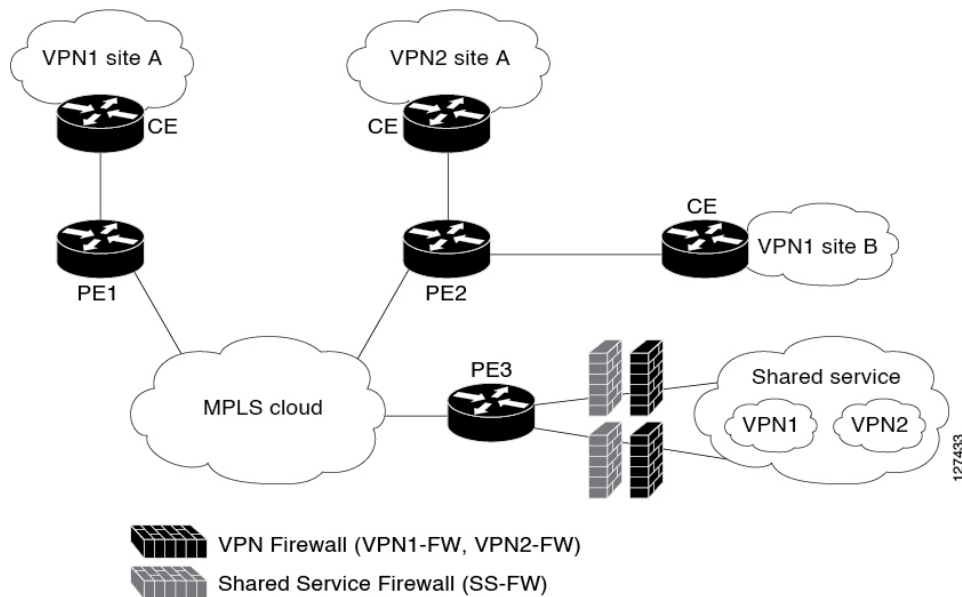 VPN1 site A
VPN2 site A
CE
CE
CE
VPN1 site B
PE1
PE2
PE3
Shared service
MPLS cloud
VPN1
VPN2
127433
VPN Firewall (VPN1-FW, VPN2-FW)
Shared Service Firewall (SS-FW)